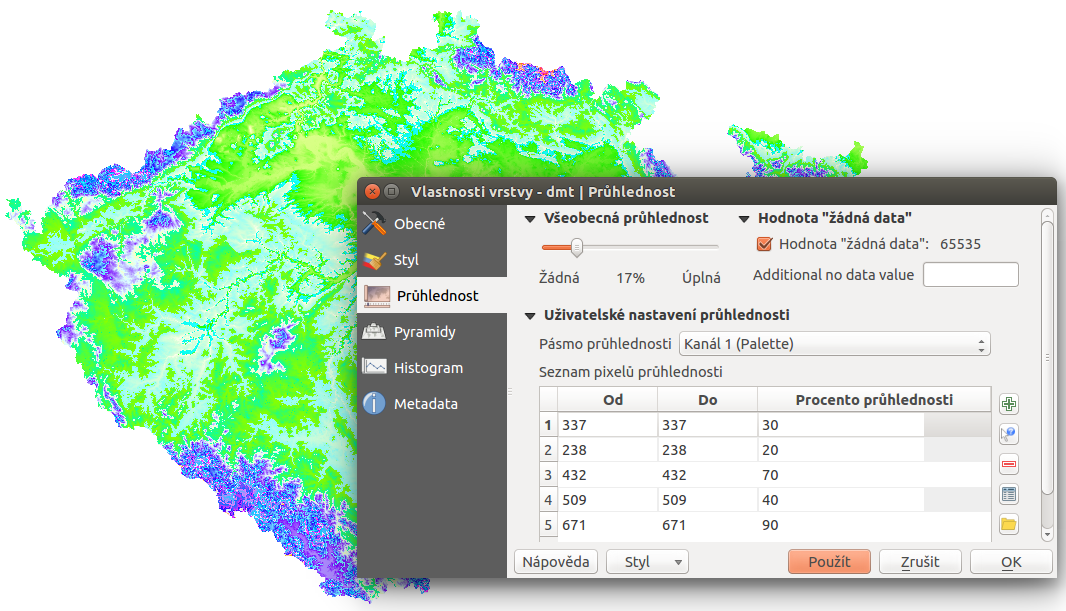 Vlastnosti vrstvy - dmt | Průhlednost
Obecné
Styl
Průhlednost
Pyramidy
Histogram
Metadata
Všeobecná průhlednost
Žádná 17% Úplná
Hodnota "žádná data"
Hodnota "žádná data": 65535
Additional no data value
Uživatelské nastavení průhlednosti
Pásmo průhlednosti Kanál 1 (Palette)
Seznam pixelů průhlednosti
Od Do Procento průhlednosti
1 337 337 30
2 238 238 20
3 432 432 70
4 509 509 40
5 671 671 90
Nápověda Styl Použít Zrušit OK